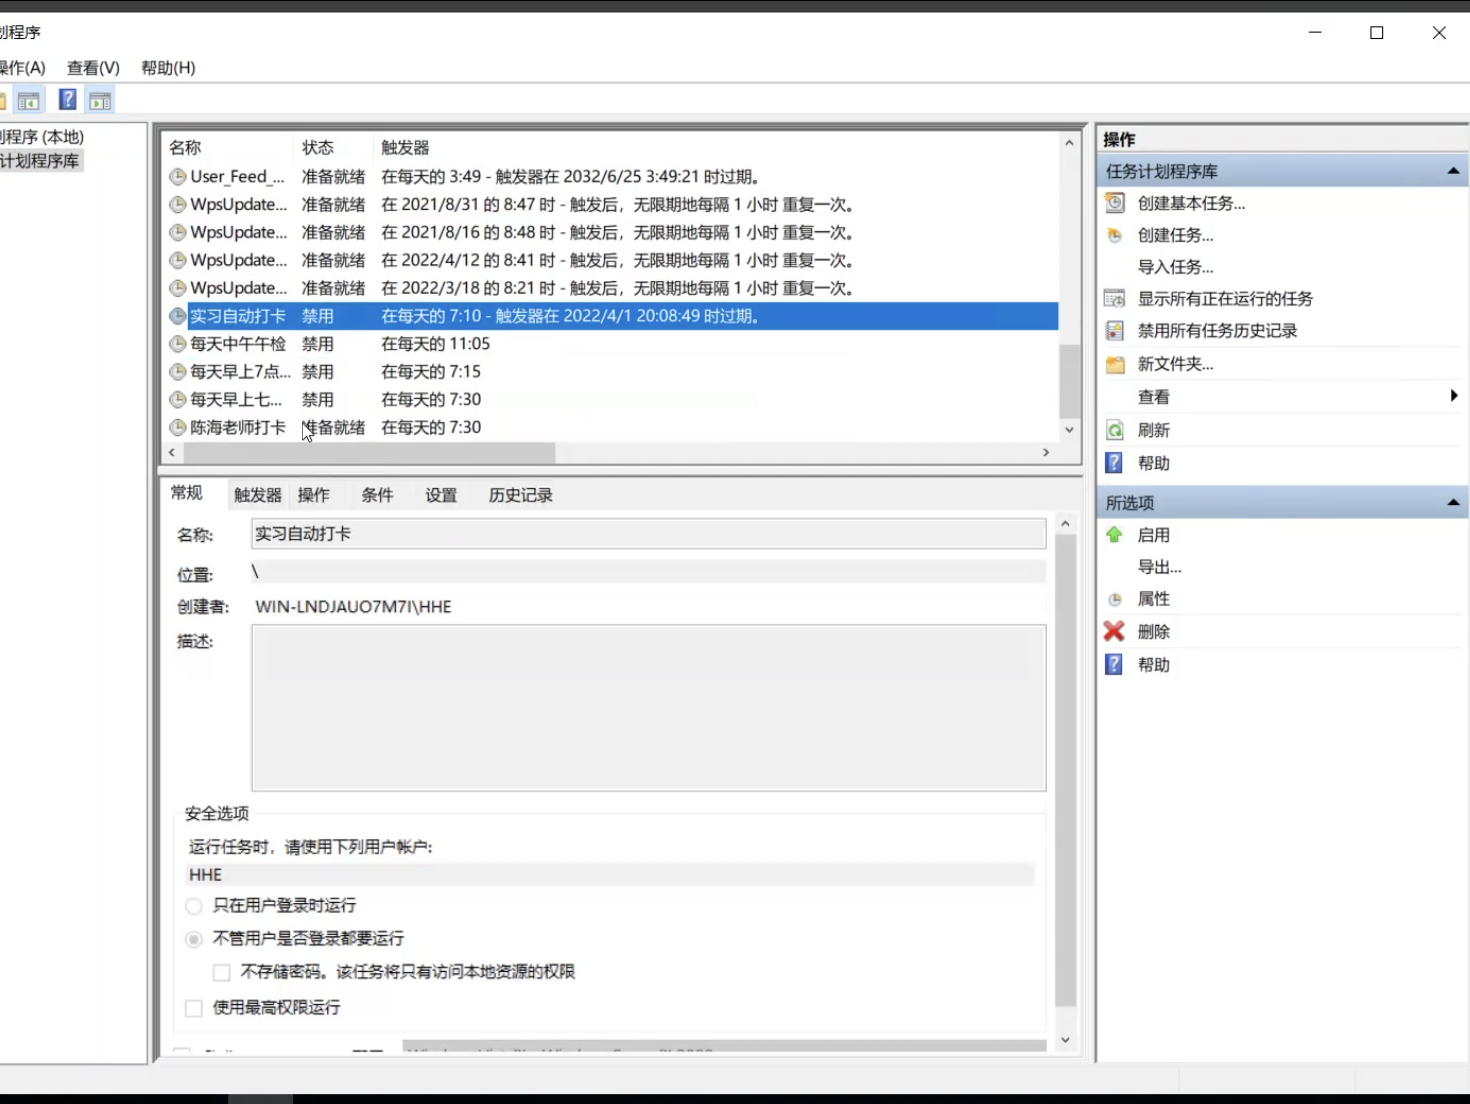 划程序
操作(A) 查看(V) 帮助(H)
划程序 (本地)
计划程序库
名称 状态 触发器
User_Feed_... 准备就绪 在每天的 3:49 - 触发器在 2032/6/25 3:49:21 时过期。
WpsUpdate... 准备就绪 在 2021/8/31 的 8:47 时 - 触发后，无限期地每隔 1 小时 重复一次。
WpsUpdate... 准备就绪 在 2021/8/16 的 8:48 时 - 触发后，无限期地每隔 1 小时 重复一次。
WpsUpdate... 准备就绪 在 2022/4/12 的 8:41 时 - 触发后，无限期地每隔 1 小时 重复一次。
WpsUpdate... 准备就绪 在 2022/3/18 的 8:21 时 - 触发后，无限期地每隔 1 小时 重复一次。
实习自动打卡 禁用 在每天的 7:10 - 触发器在 2022/4/1 20:08:49 时过期。
每天中午午检 禁用 在每天的 11:05
每天早上7点... 禁用 在每天的 7:15
每天早上七... 禁用 在每天的 7:30
陈海老师打卡 准备就绪 在每天的 7:30
常规 触发器 操作 条件 设置 历史记录
名称: 实习自动打卡
位置: \
创建者: WIN-LNDJAUO7M7I\HHE
描述:
安全选项
运行任务时，请使用下列用户帐户:
HHE
只在用户登录时运行
不管用户是否登录都要运行
不存储密码。该任务将只有访问本地资源的权限
使用最高权限运行
操作
任务计划程序库
创建基本任务...
创建任务...
导入任务...
显示所有正在运行的任务
禁用所有任务历史记录
新文件夹...
查看
刷新
帮助
所选项
启用
导出...
属性
删除
帮助